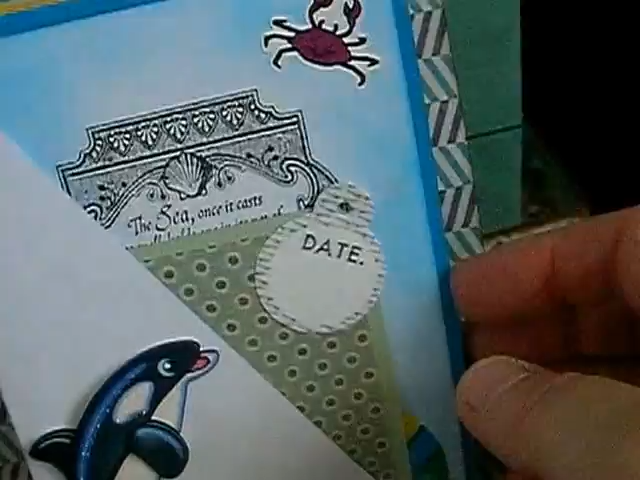 The Sea, once it casts
DATE.